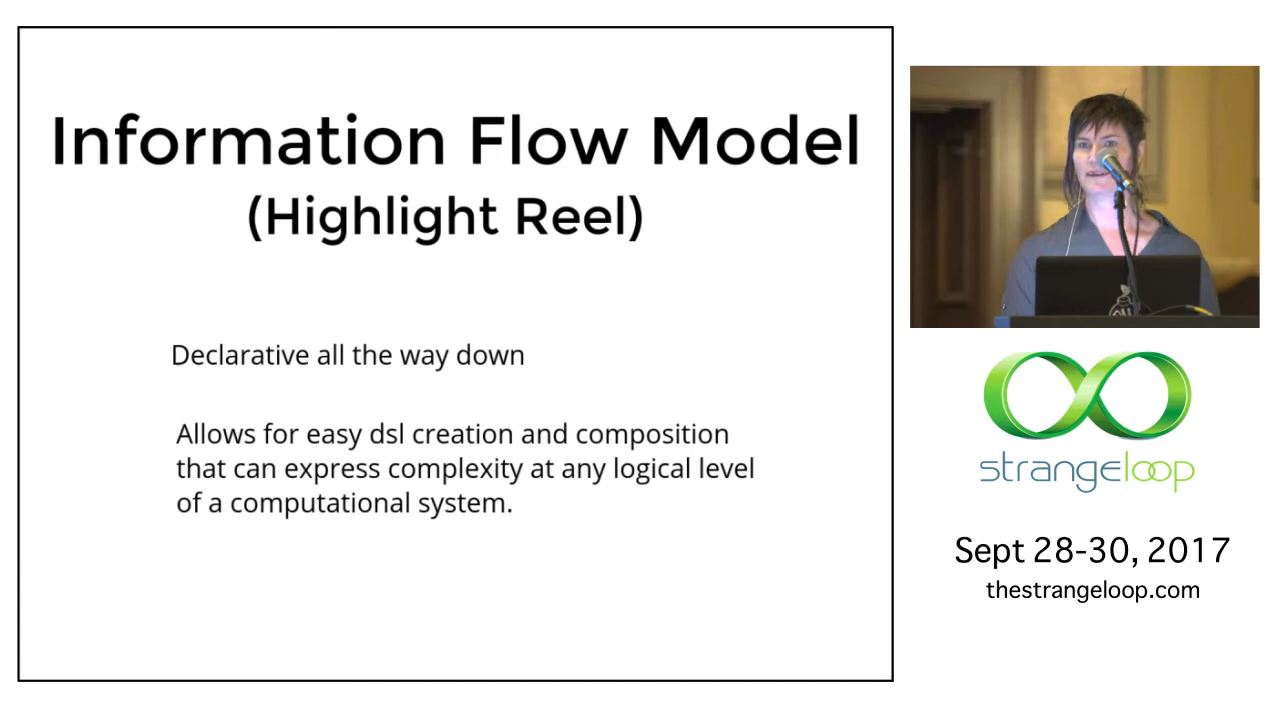 Information Flow Model
(Highlight Reel)
Declarative all the way down
Allows for easy dsl creation and composition
that can express complexity at any logical level
of a computational system.
strangeloop
Sept 28-30, 2017
thestrangeloop.com